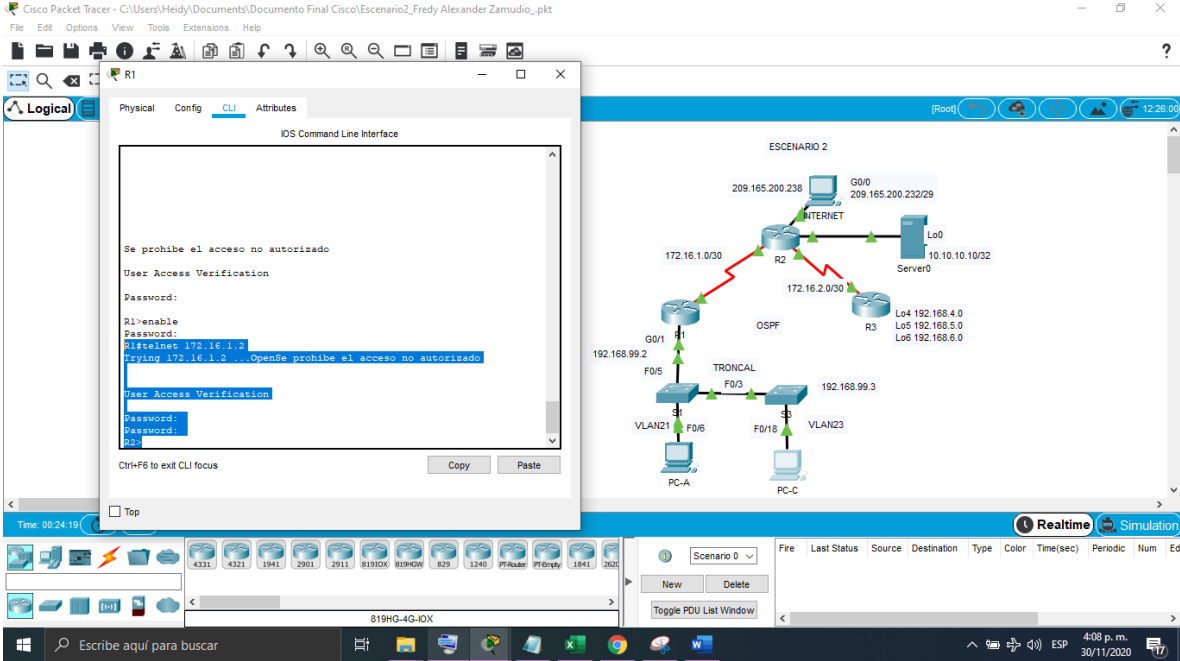 Cisco Packet Tracer - C:\Users\Heidy\Documents\Documento Final Cisco\Escenario2_Fredy Alexander Zamudio_.pkt
File Edit Options View Tools Extensions Help
?
R1
Logical
[Root]
12:26:00
Physical Config CLI Attributes
IOS Command Line Interface
Se prohibe el acceso no autorizado
User Access Verification
Password:
R1>enable
Password:
R1#telnet 172.16.1.2
Trying 172.16.1.2 ...OpenSe prohibe el acceso no autorizado
User Access Verification
Password:
Password:
R2>
Ctrl+F6 to exit CLI focus
Copy
Paste
Top
ESCENARIO 2
209.165.200.238
G0/0
209.165.200.232/29
INTERNET
Lo0
172.16.1.0/30
R2
10.10.10.10/32
Server0
172.16.2.0/30
Lo4 192.168.4.0
OSPF
R3
Lo5 192.168.5.0
Lo6 192.168.6.0
G0/1
R1
192.168.99.2
F0/5
TRONCAL
F0/3
192.168.99.3
S1
S3
VLAN21
F0/6
F0/18
VLAN23
PC-A
PC-C
Time: 00:24:19
Realtime
Simulation
4331 4321 1941 2901 2911 819IOX 819HGW 829 1240 PT-Router PT-Empty 1841 262
819HG-4G-IOX
Scenario 0
New
Delete
Toggle PDU List Window
Fire Last Status Source Destination Type Color Time(sec) Periodic Num Ed
Escribe aquí para buscar
ESP
4:08 p. m.
30/11/2020
17